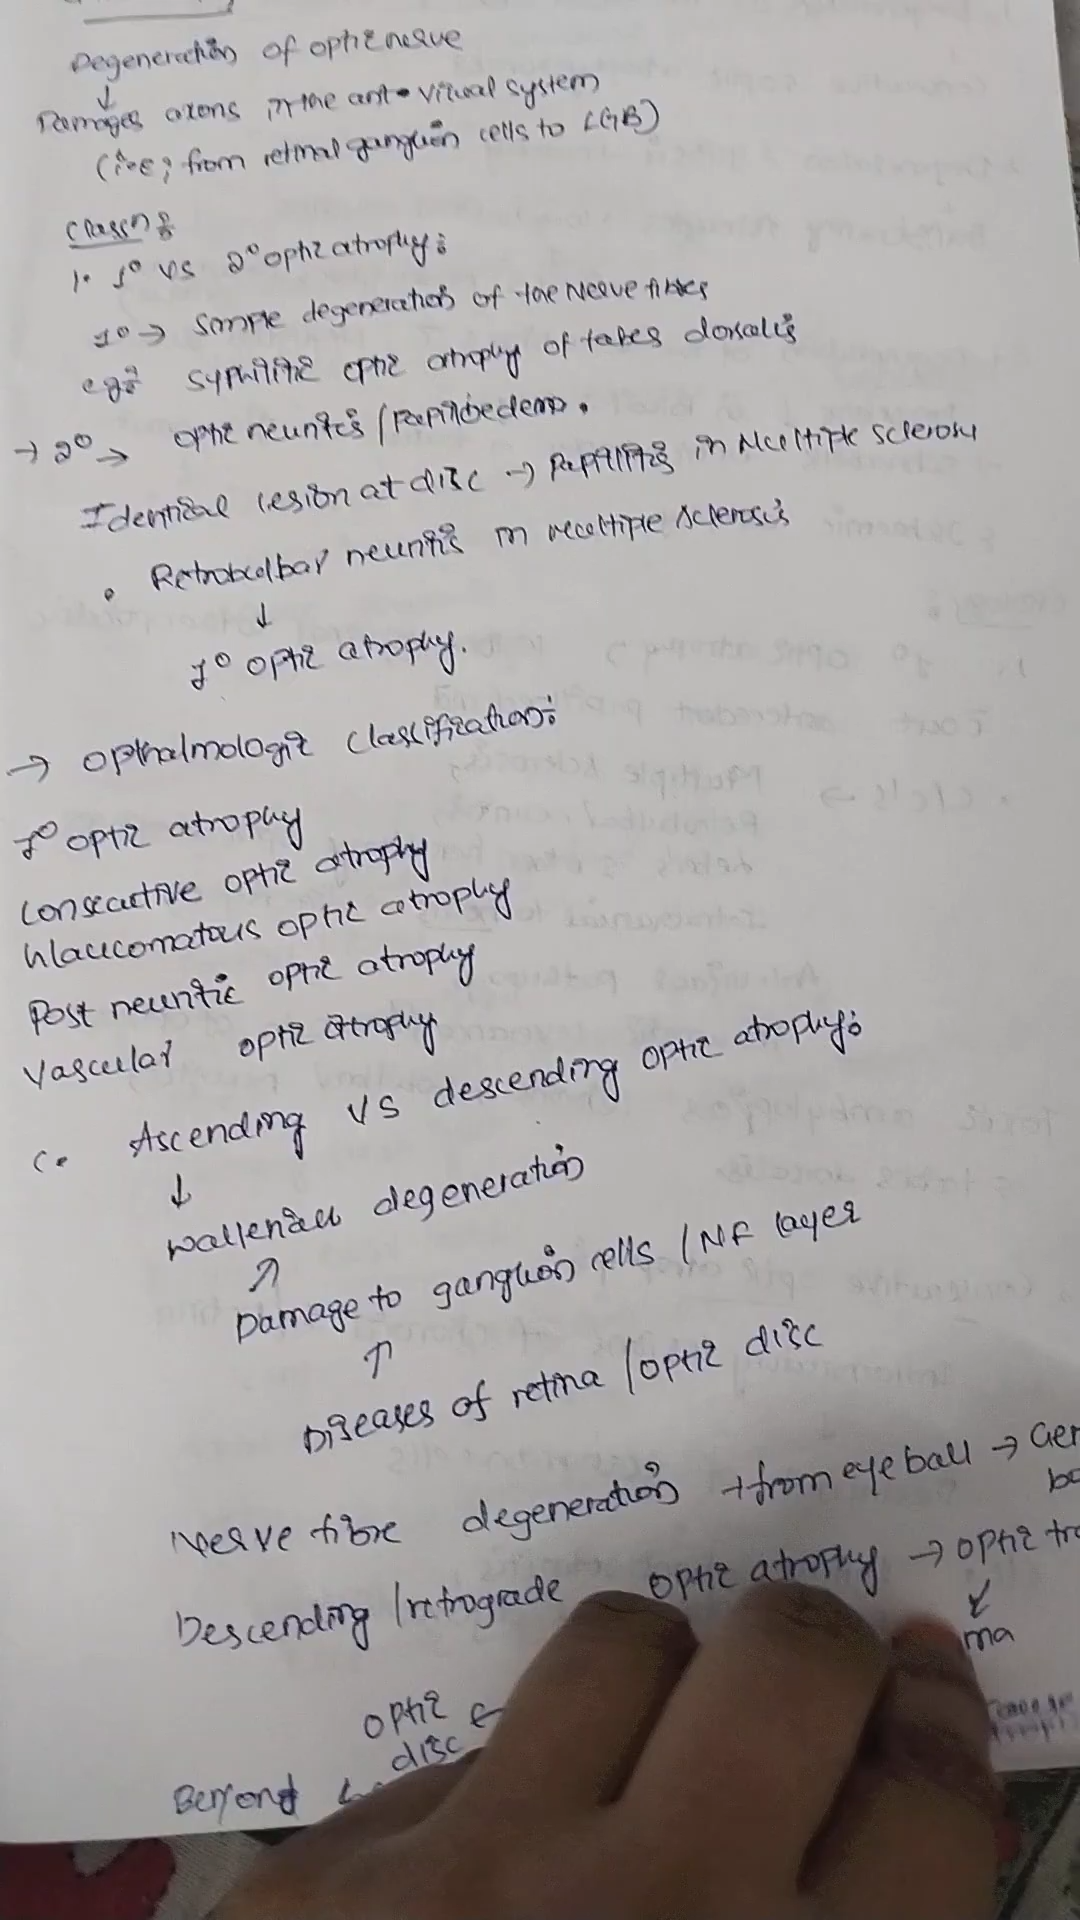 Degeneration of optic nerve
↓
Damages axons in the ant. visual system
(i.e; from retinal ganglion cells to LGB)
Classn:
1. 1° vs 2° optic atrophy:
1° → Simple degeneration of the Nerve fibres
eg: syphilitic optic atrophy of tabes dorsalis
→ 2° → optic neuritis / papilloedema.
Identical lesion at disc → papillitis in Multiple sclerosis
• Retrobulbar neuritis in multiple sclerosis
↓
1° optic atrophy.
→ Opthalmologic classification:
1° optic atrophy
Consecutive optic atrophy
Glaucomatous optic atrophy
Post neuritic optic atrophy
Vascular optic atrophy
C. Ascending vs descending optic atrophy:
↓
Wallerian degeneration
↑
Damage to ganglion cells / NF layer
↑
Diseases of retina / optic disc
Nerve fibre degeneration from eye ball → Gen
Descending / retrograde optic atrophy → optic tra
↙
optic ←
disc
Beyond